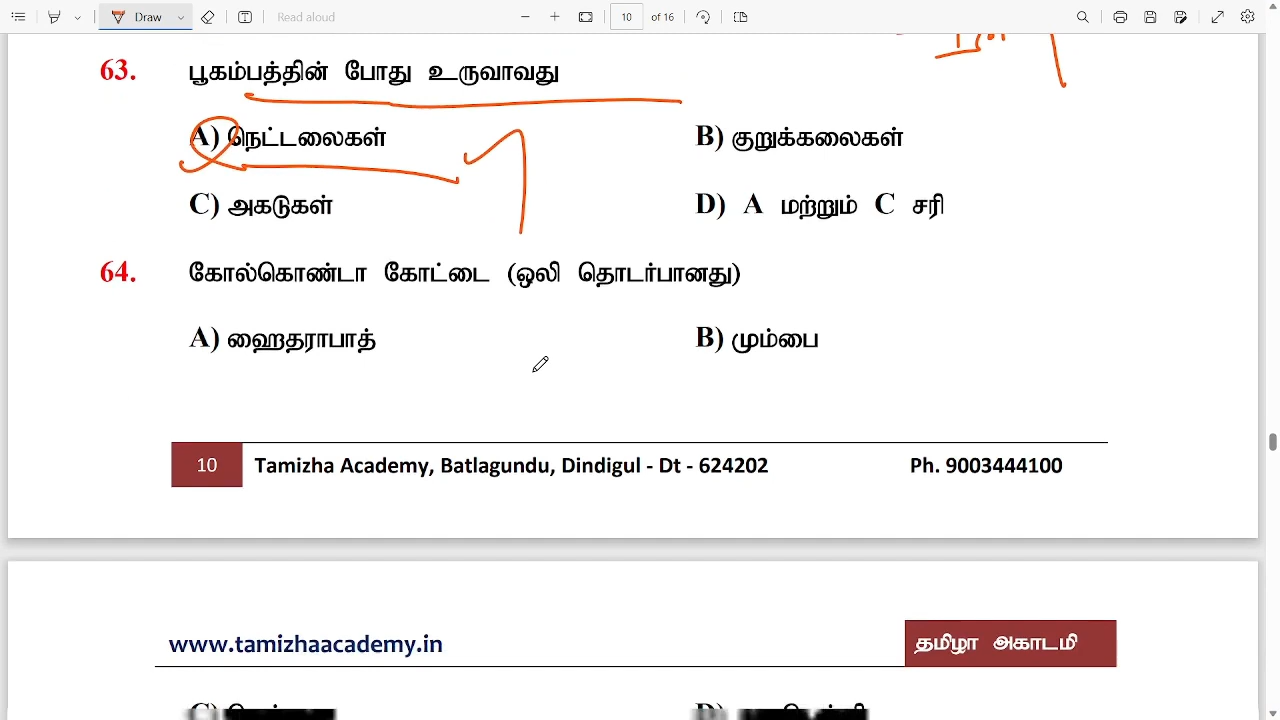 Draw
Read aloud
10 of 16
63. பூகம்பத்தின் போது உருவாவது
A) நெட்டலைகள் B) குறுக்கலைகள்
C) அகடுகள் D) A மற்றும் C சரி
64. கோல்கொண்டா கோட்டை (ஒலி தொடர்பானது)
A) ஹைதராபாத் B) மும்பை
10 Tamizha Academy, Batlagundu, Dindigul - Dt - 624202 Ph. 9003444100
www.tamizhaacademy.in தமிழா அகாடமி